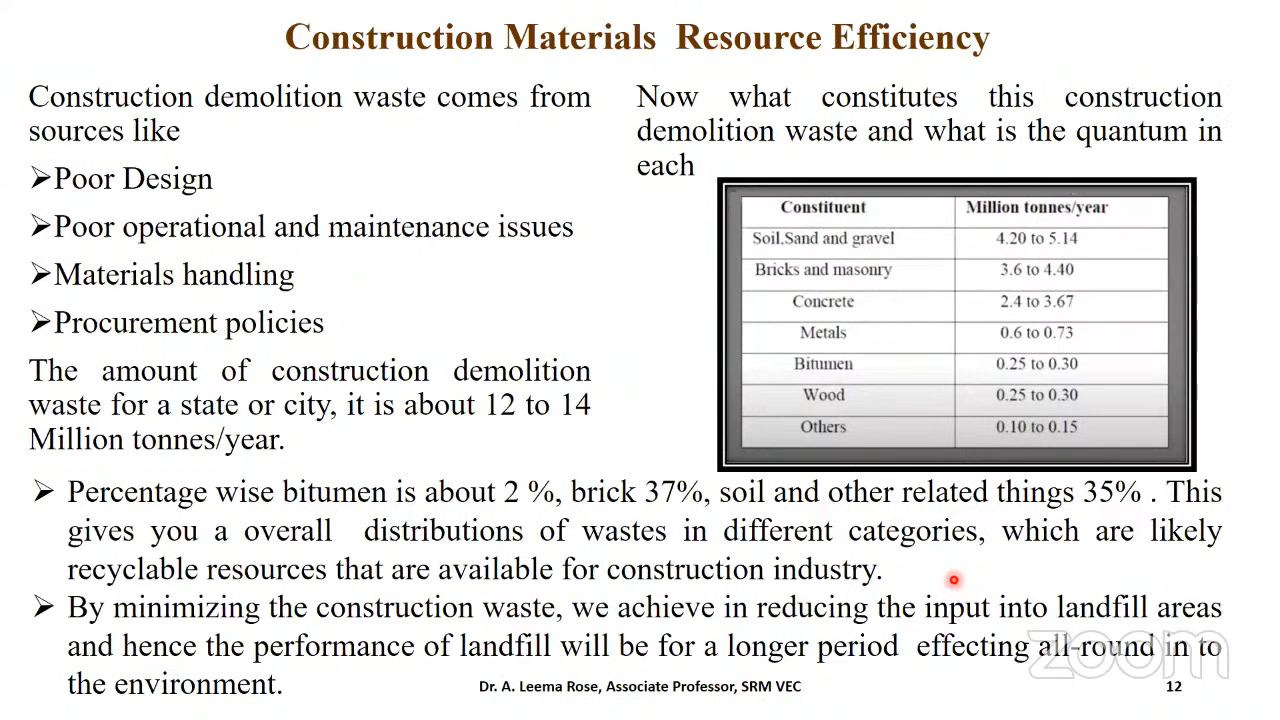 Construction Materials Resource Efficiency
Construction demolition waste comes from
sources like
➢Poor Design
➢Poor operational and maintenance issues
➢Materials handling
➢Procurement policies
The amount of construction demolition
waste for a state or city, it is about 12 to 14
Million tonnes/year.
Now what constitutes this construction
demolition waste and what is the quantum in
each
Constituent Million tonnes/year
Soil.Sand and gravel 4.20 to 5.14
Bricks and masonry 3.6 to 4.40
Concrete 2.4 to 3.67
Metals 0.6 to 0.73
Bitumen 0.25 to 0.30
Wood 0.25 to 0.30
Others 0.10 to 0.15
➢ Percentage wise bitumen is about 2 %, brick 37%, soil and other related things 35% . This
gives you a overall distributions of wastes in different categories, which are likely
recyclable resources that are available for construction industry.
➢ By minimizing the construction waste, we achieve in reducing the input into landfill areas
and hence the performance of landfill will be for a longer period effecting all-round in to
the environment.
zoom
Dr. A. Leema Rose, Associate Professor, SRM VEC
12